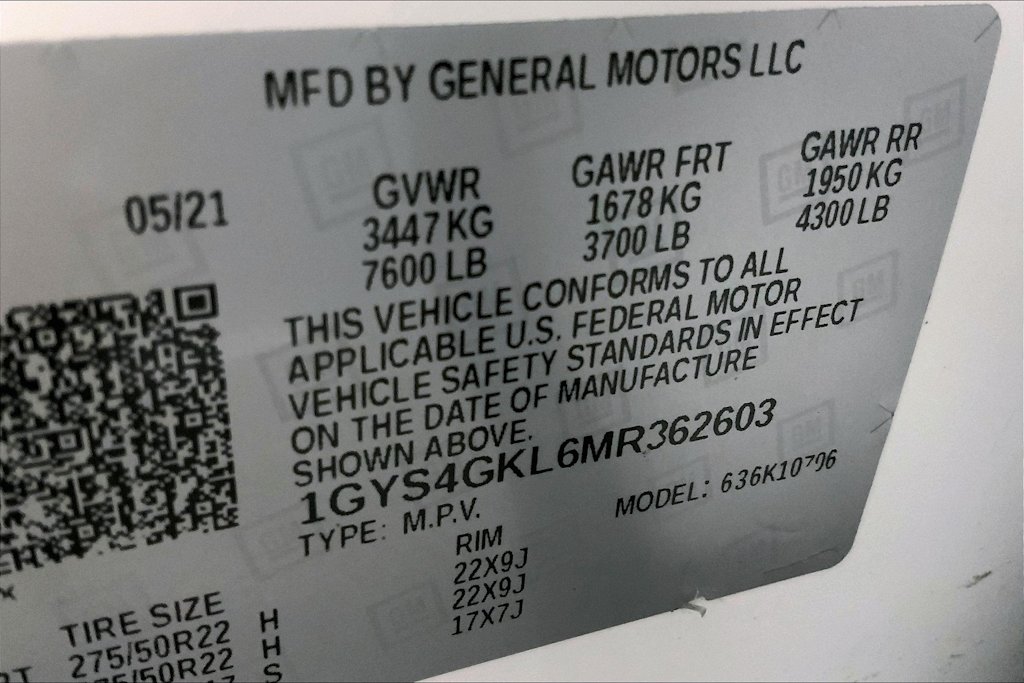 MFD BY GENERAL MOTORS LLC
05/21
GVWR
3447 KG
7600 LB
GAWR FRT
1678 KG
3700 LB
GAWR RR
1950 KG
4300 LB
THIS VEHICLE CONFORMS TO ALL
APPLICABLE U.S. FEDERAL MOTOR
VEHICLE SAFETY STANDARDS IN EFFECT
ON THE DATE OF MANUFACTURE
SHOWN ABOVE.
1GYS4GKL6MR362603
TYPE: M.P.V.
MODEL: 636K10706
TIRE SIZE
RIM
275/50R22 H
22X9J
H
22X9J
S
17X7J